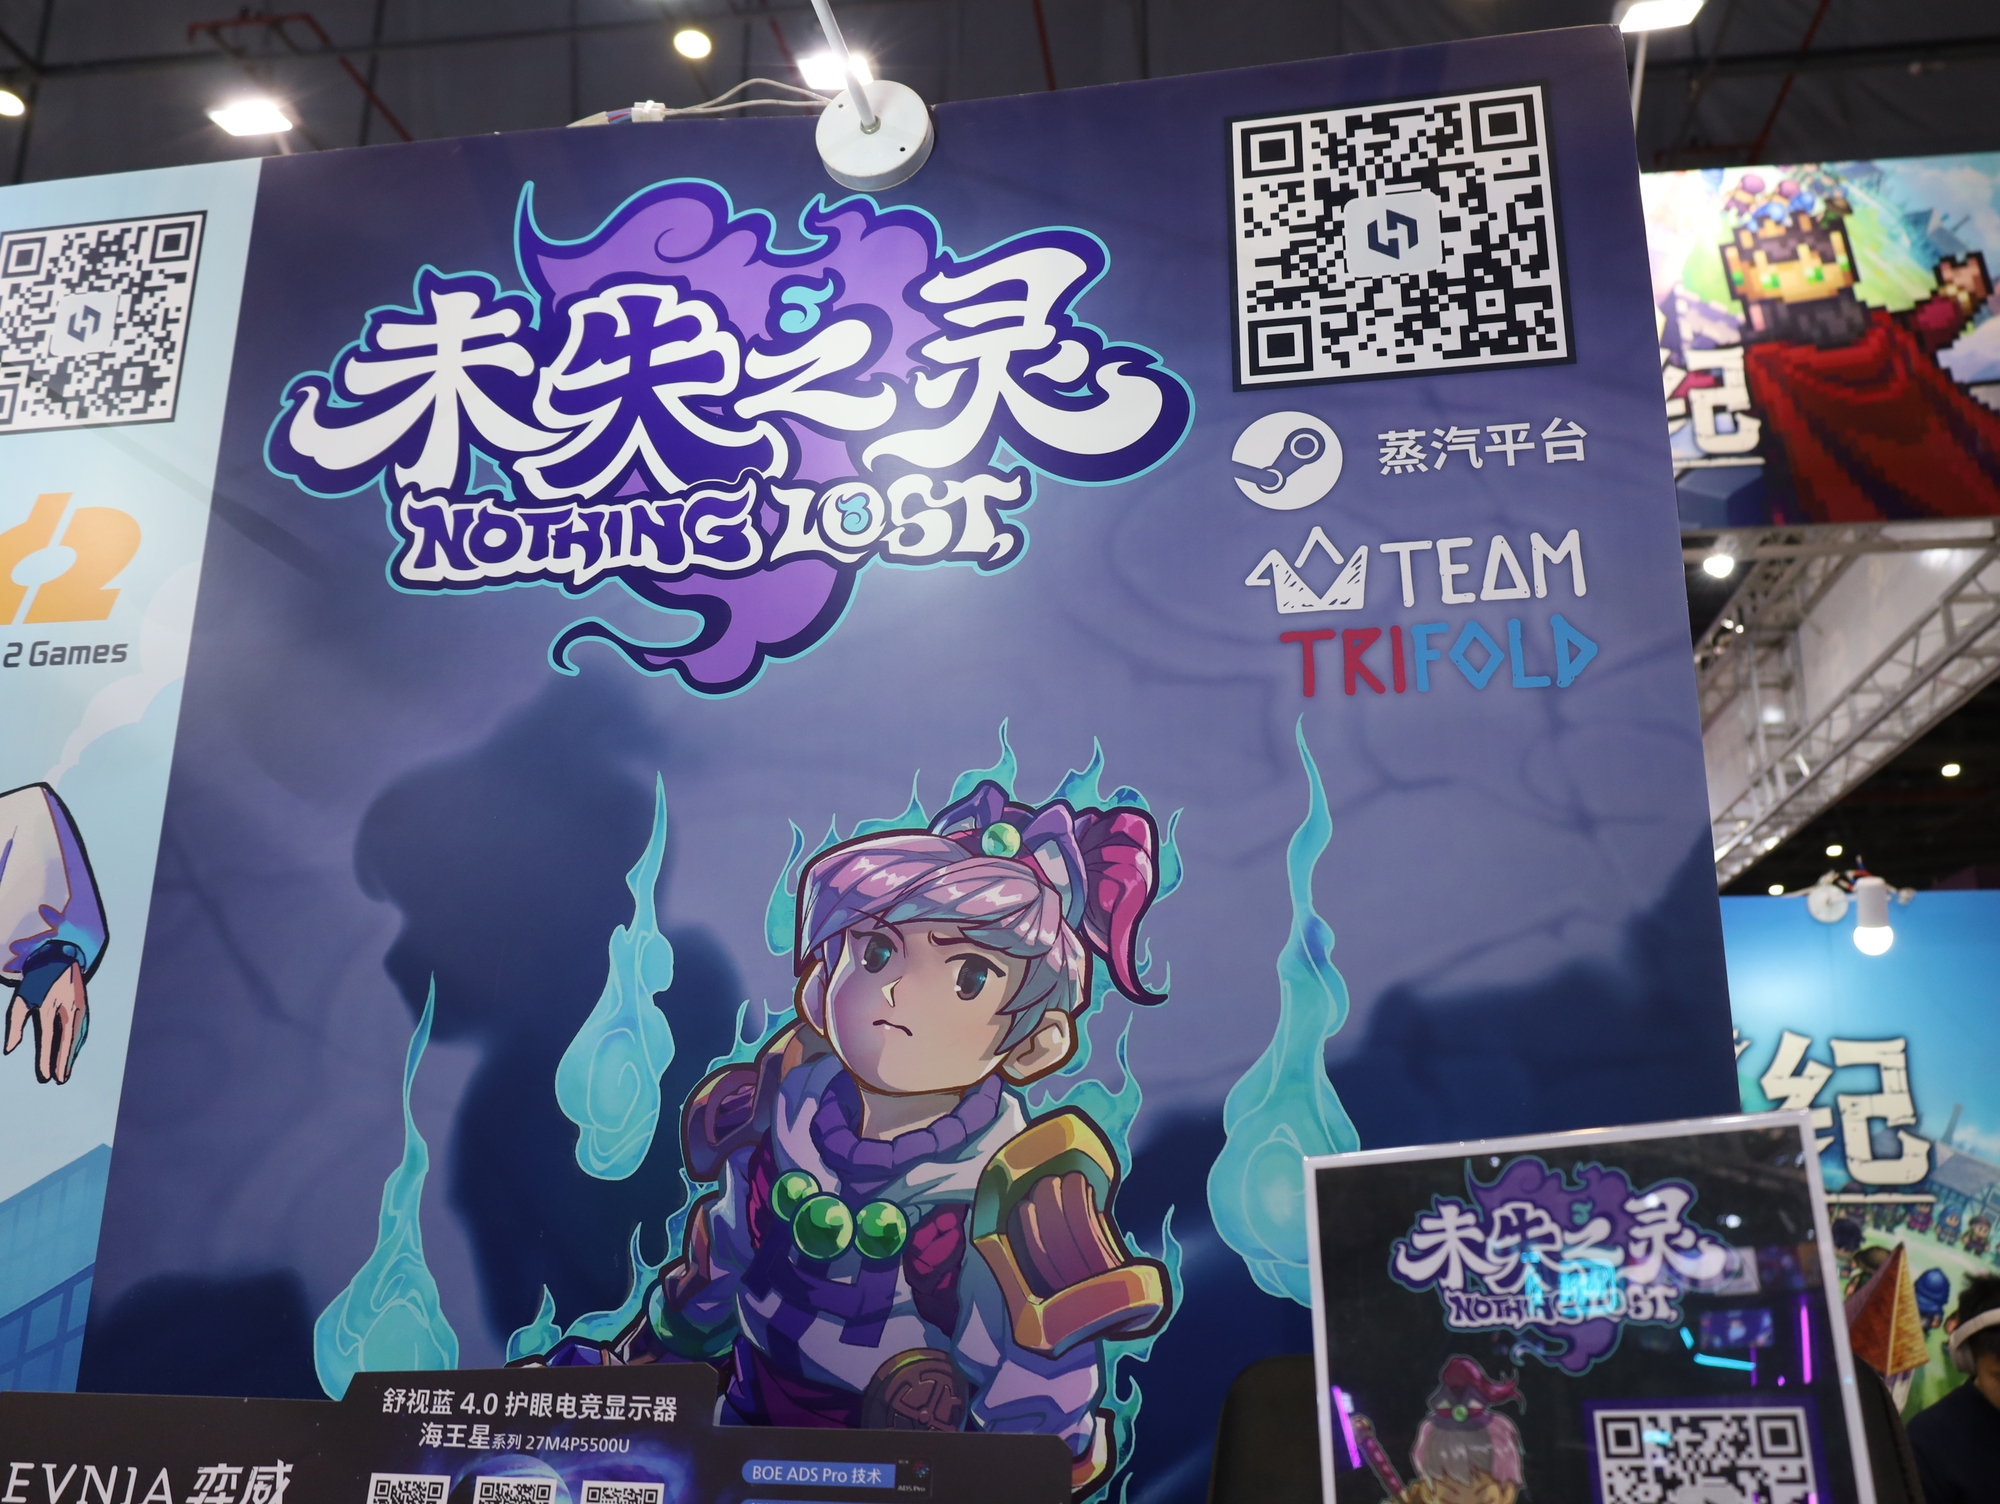 未失之灵
NOTHING LOST,
蒸汽平台
TEAM
TRIFOLD
2 Games
纪
纪
未失之灵
NOTHING LOST,
舒视蓝 4.0 护眼电竞显示器
海王星系列 27M4P5500U
EVNIA 弈威
BOE ADS Pro 技术